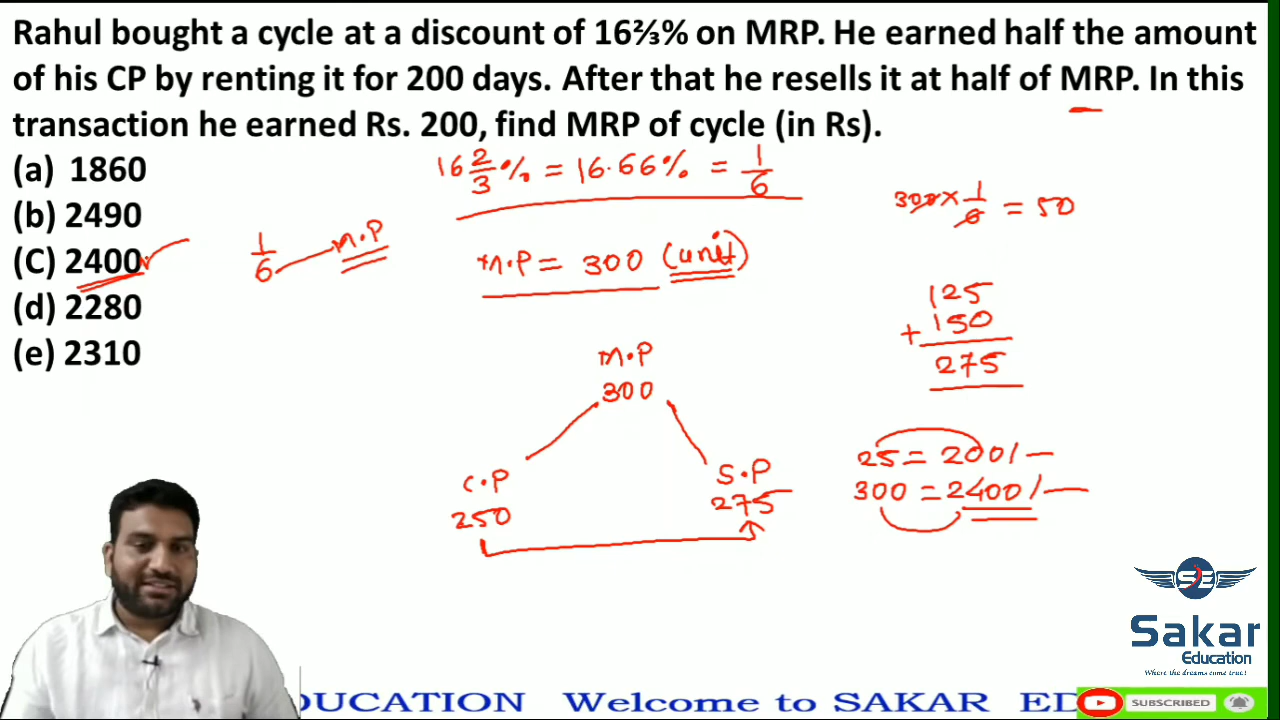 Rahul bought a cycle at a discount of 16⅔% on MRP. He earned half the amount
of his CP by renting it for 200 days. After that he resells it at half of MRP. In this
transaction he earned Rs. 200, find MRP of cycle (in Rs).
(a) 1860
(b) 2490
(C) 2400
(d) 2280
(e) 2310
16 2/3 % = 16.66% = 1/6
300 × 1/6 = 50
1/6 M.P
M.P = 300 (unit)
125
+ 150
275
M.P
300
C.P
250
S.P
275
25 = 200/-
300 = 2400/-
SE
Sakar
Education
Where the dreams come true!
DUCATION Welcome to SAKAR ED
SUBSCRIBED